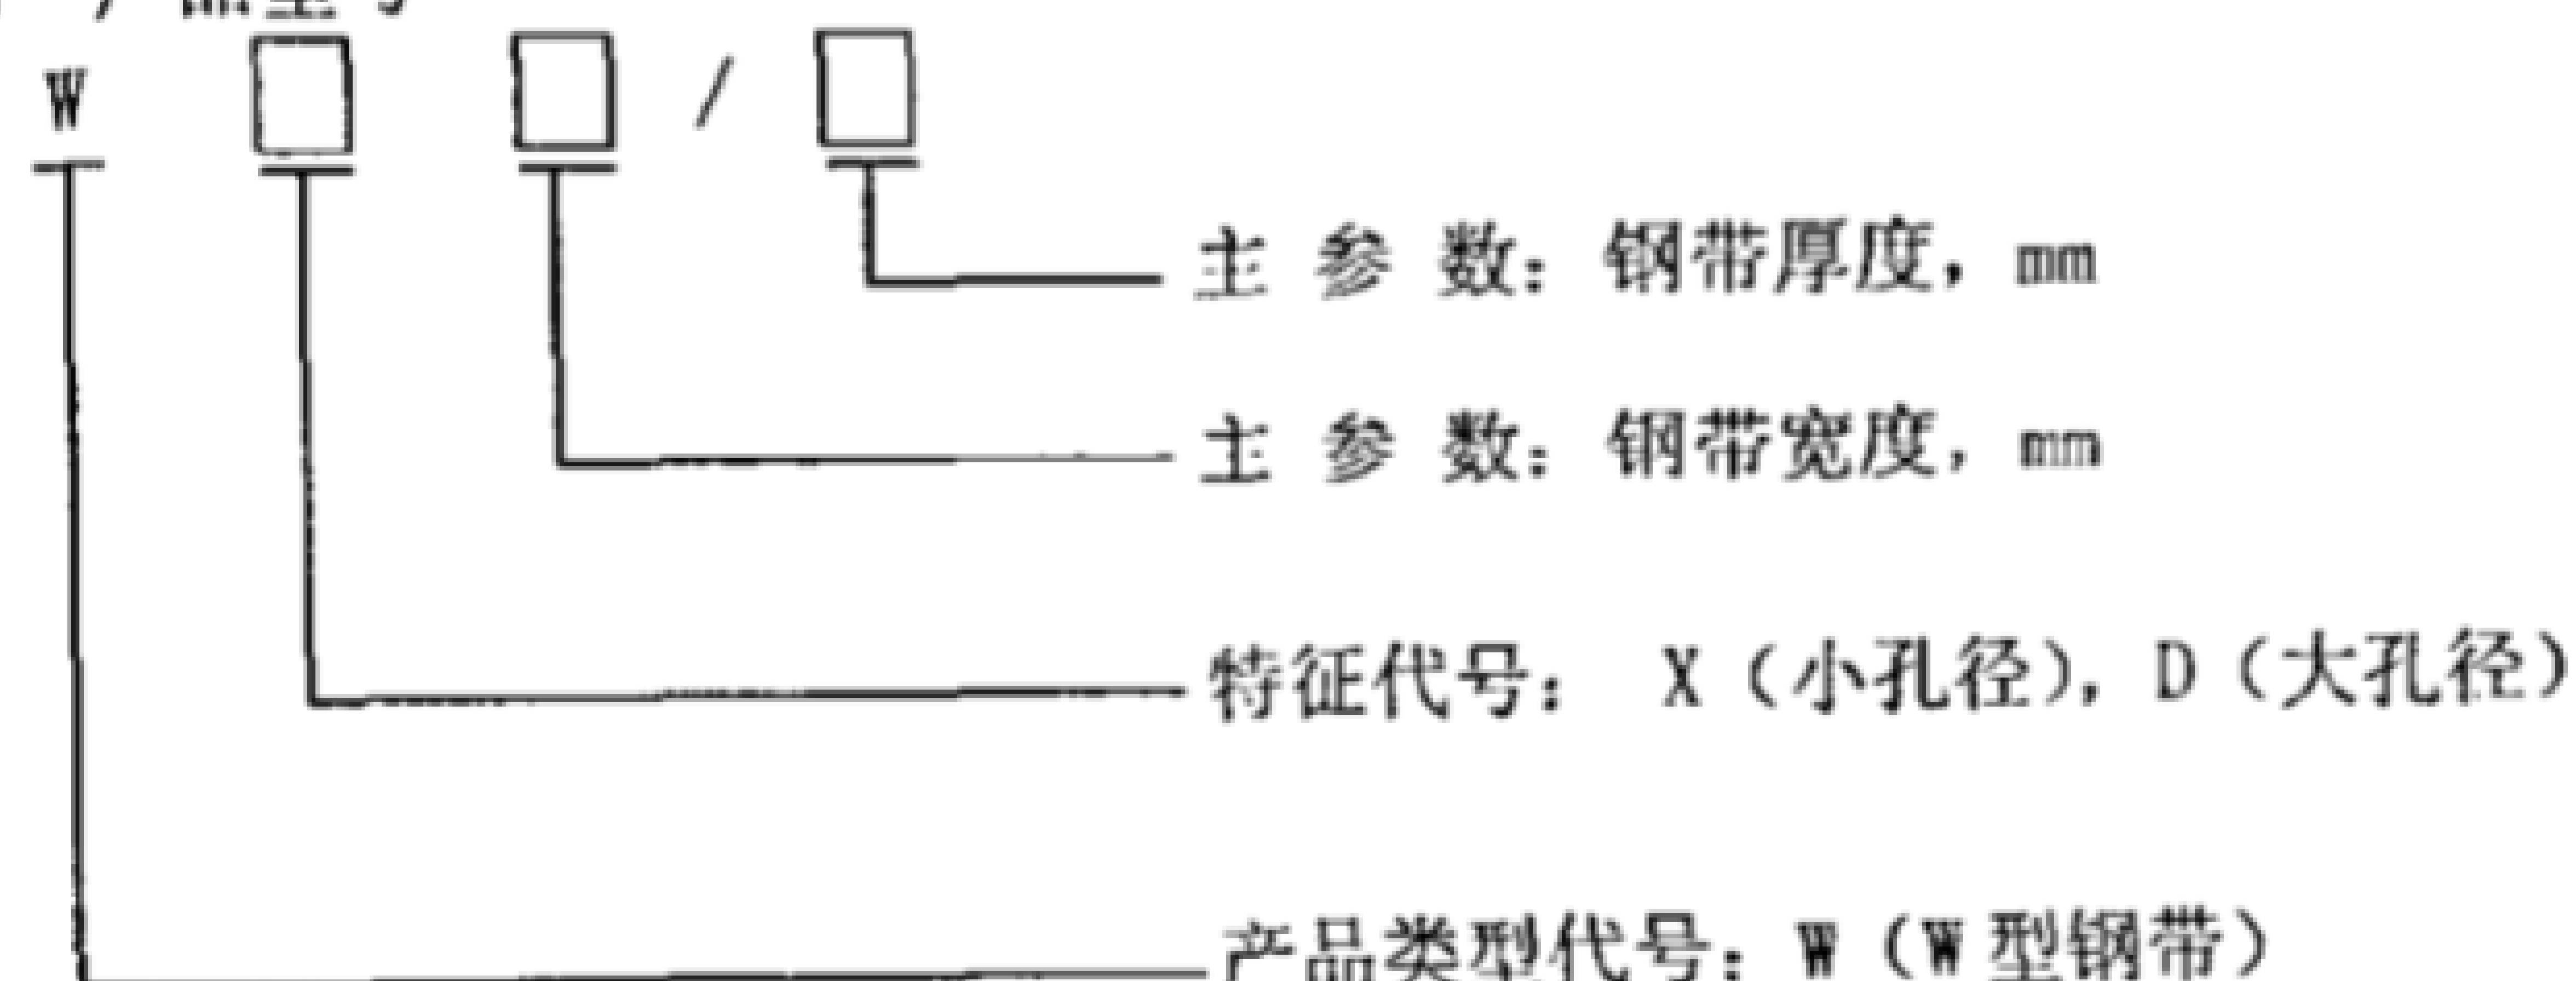 W □ □ / □
主 参 数：钢带厚度，mm
主 参 数：钢带宽度，mm
特征代号： X（小孔径），D（大孔径）
产品类型代号：W（W型钢带）